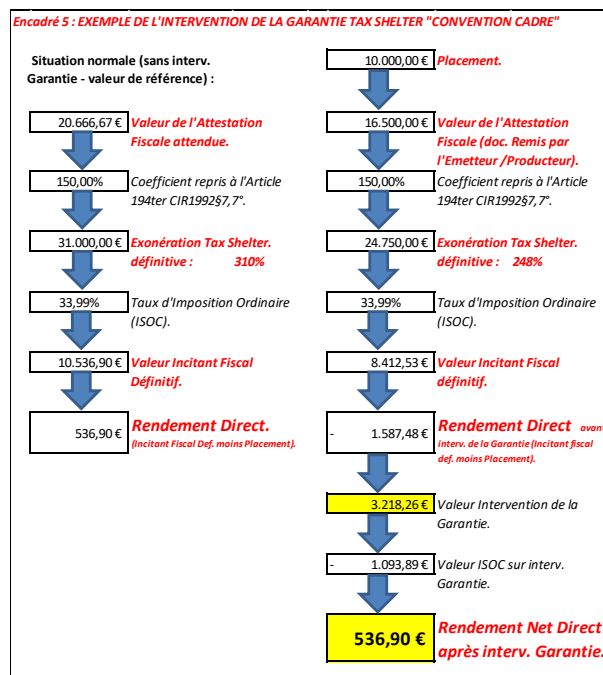 Encadré 5 : EXEMPLE DE L'INTERVENTION DE LA GARANTIE TAX SHELTER "CONVENTION CADRE"
Situation normale (sans interv.
Garantie - valeur de référence) :
20.666,67 € Valeur de l'Attestation
Fiscale attendue.
150,00% Coefficient repris à l'Article
194ter CIR1992§7,7°.
31.000,00 € Exonération Tax Shelter.
définitive : 310%
33,99% Taux d'Imposition Ordinaire
(ISOC).
10.536,90 € Valeur Incitant Fiscal
Définitif.
536,90 € Rendement Direct.
(Incitant Fiscal Def. moins Placement).
10.000,00 € Placement.
16.500,00 € Valeur de l'Attestation
Fiscale (doc. Remis par
l'Emetteur /Producteur).
150,00% Coefficient repris à l'Article
194ter CIR1992§7,7°.
24.750,00 € Exonération Tax Shelter.
définitive : 248%
33,99% Taux d'Imposition Ordinaire
(ISOC).
8.412,53 € Valeur Incitant Fiscal
définitif.
- 1.587,48 € Rendement Direct avan
interv. de la Garantie (Incitant fiscal
def. moins Placement).
3.218,26 € Valeur Intervention de la
Garantie.
- 1.093,89 € Valeur ISOC sur interv.
Garantie.
536,90 € Rendement Net Direct
après interv. Garantie.